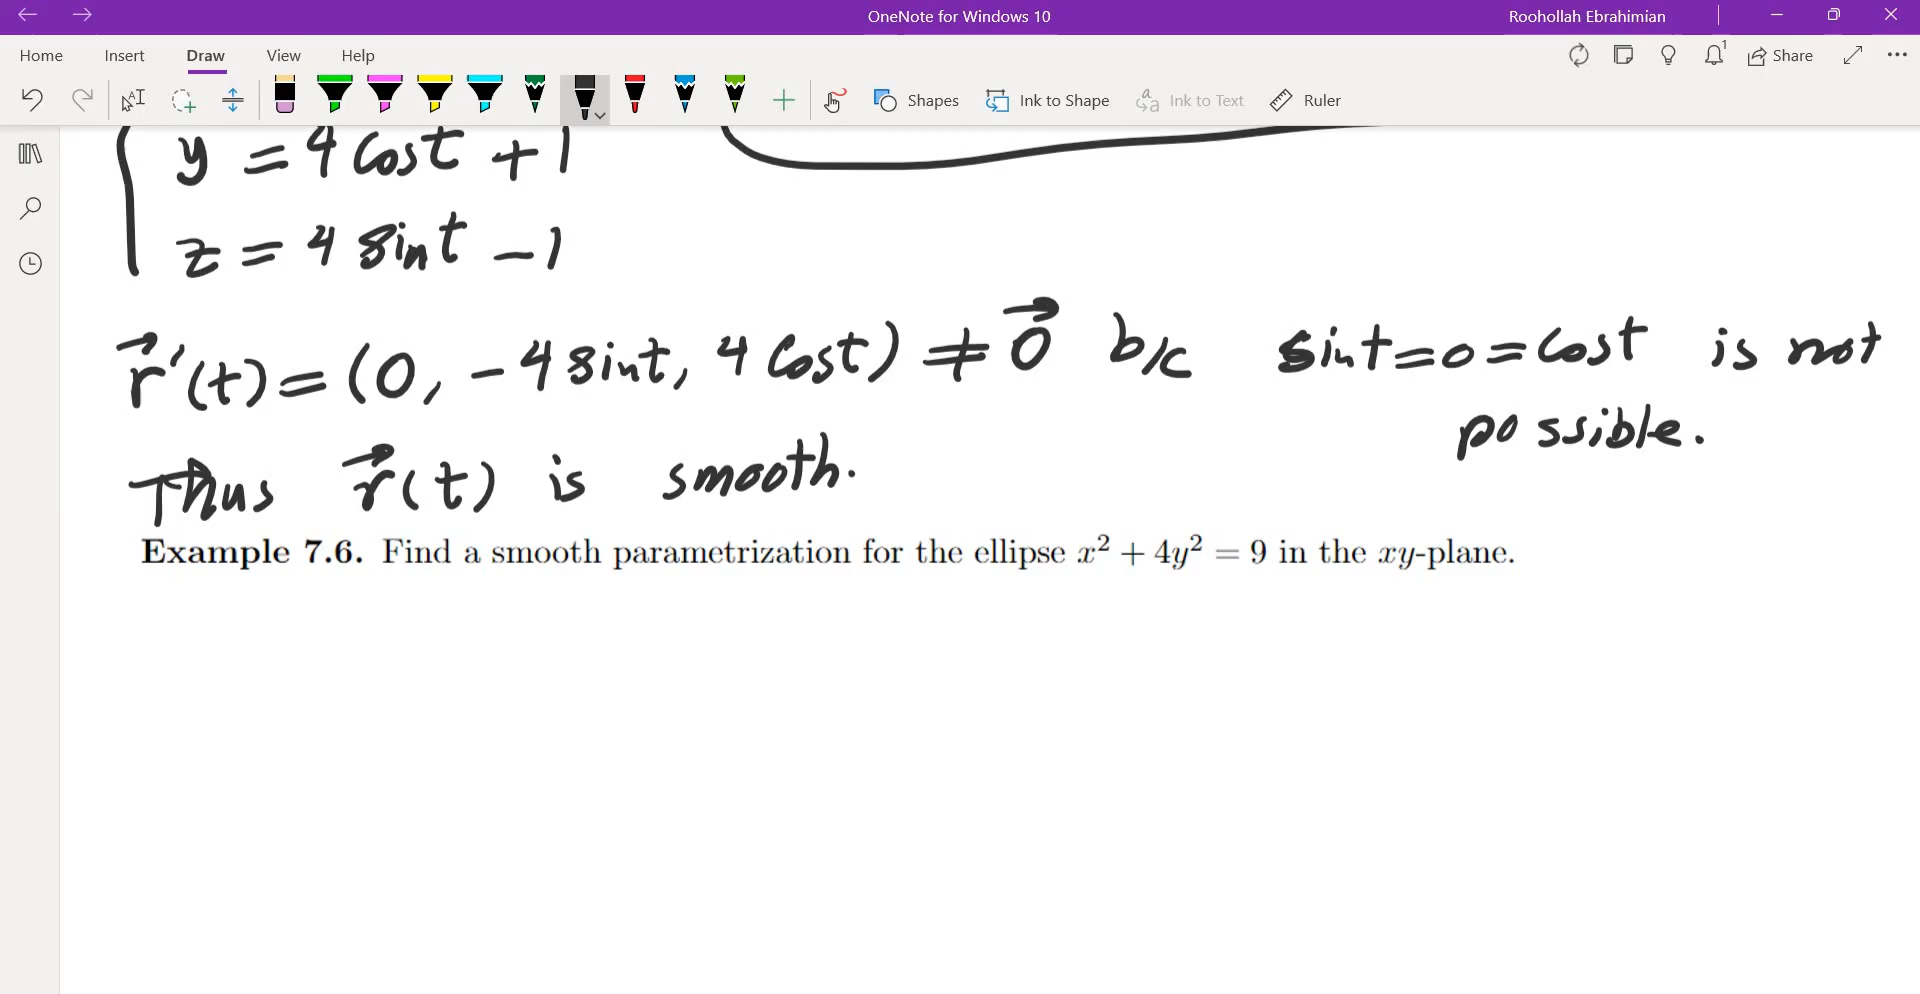 OneNote for Windows 10
Roohollah Ebrahimian
Home Insert Draw View Help
1
Share
Shapes Ink to Shape Ink to Text Ruler
y = 4 Cost + 1
z = 4 sint - 1
r⃗'(t) = (0, -4 sint, 4 Cost) ≠ 0⃗ b/c sint = 0 = Cost is not
possible.
Thus r⃗(t) is smooth.
Example 7.6. Find a smooth parametrization for the ellipse x² + 4y² = 9 in the xy-plane.